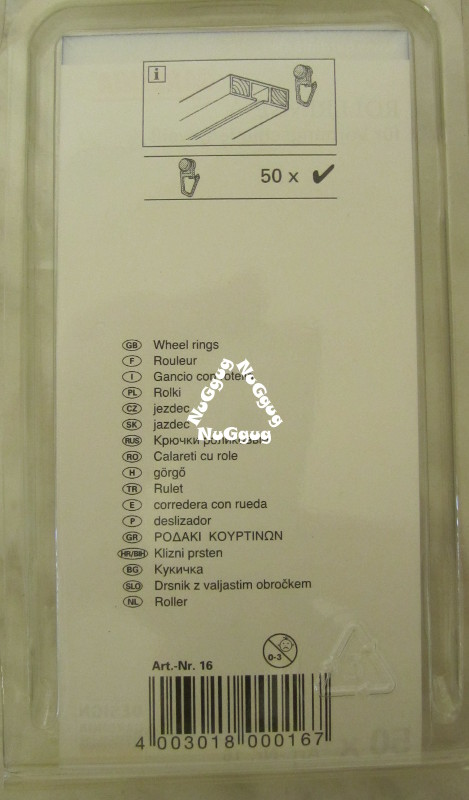 i
50 x ✔
GB Wheel rings
F Rouleur
I Gancio con
PL Rolki
CZ jezdec
SK jazdec
RUS Крючки
RO Calareti cu role
H görgő
TR Rulet
E corredera con rueda
P deslizador
GR ΡΟΔΑΚΙ ΚΟΥΡΤΙΝΩΝ
HR/BIH Klizni prsten
BG Кукичка
SLO Drsnik z valjastim obročkem
NL Roller
NuGgug
NuGgug
NuGgug
0-3
Art.-Nr. 16
4 003018 000167